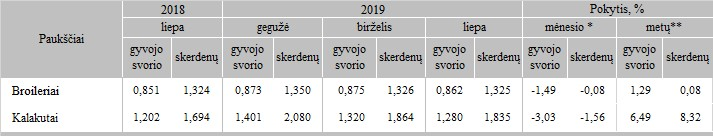 Paukščiai 2018 2019 Pokytis, %
liepa gegužė birželis liepa mėnesio * metų**
gyvojo svorio skerdenų gyvojo svorio skerdenų gyvojo svorio skerdenų gyvojo svorio skerdenų gyvojo svorio skerdenų gyvojo svorio skerdenų
Broileriai 0,851 1,324 0,873 1,350 0,875 1,326 0,862 1,325 -1,49 -0,08 1,29 0,08
Kalakutai 1,202 1,694 1,401 2,080 1,320 1,864 1,280 1,835 -3,03 -1,56 6,49 8,32